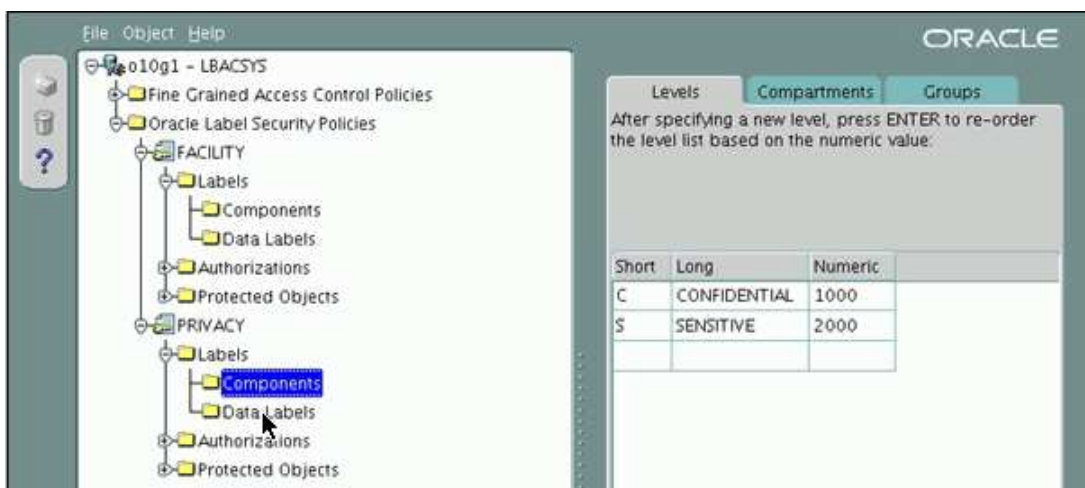 File Object Help
ORACLE
o10g1 - LBACSYS
Fine Grained Access Control Policies
Oracle Label Security Policies
FACILITY
Labels
Components
Data Labels
Authorizations
Protected Objects
PRIVACY
Labels
Components
Data Labels
Authorizations
Protected Objects
?
Levels Compartments Groups
After specifying a new level, press ENTER to re-order
the level list based on the numeric value:
Short Long Numeric
C CONFIDENTIAL 1000
S SENSITIVE 2000